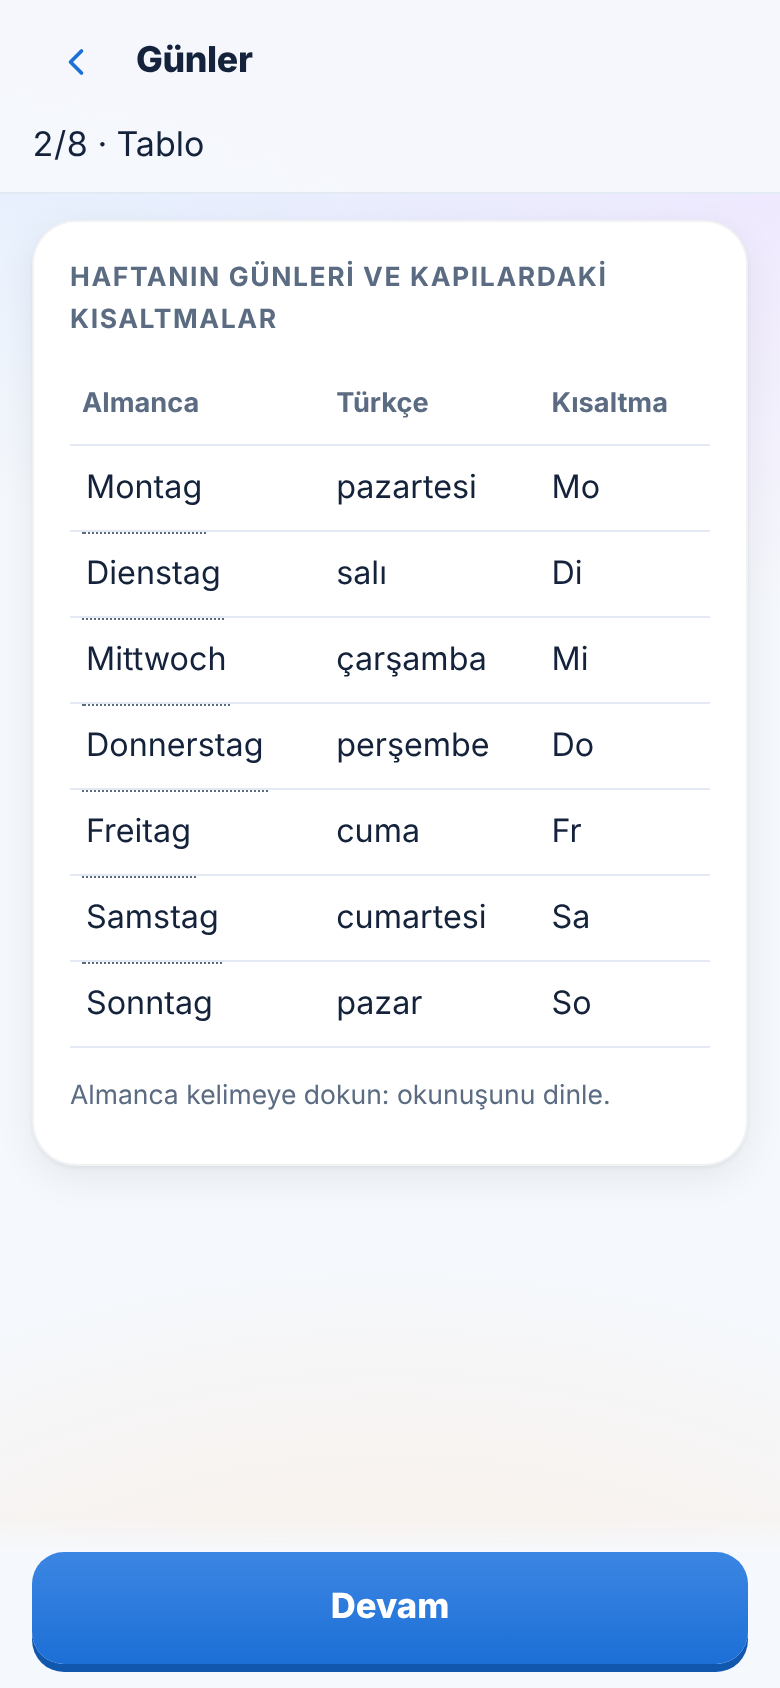 Günler
2/8 · Tablo
HAFTANIN GÜNLERİ VE KAPILARDAKİ
KISALTMALAR
Almanca Türkçe Kısaltma
Montag pazartesi Mo
Dienstag salı Di
Mittwoch çarşamba Mi
Donnerstag perşembe Do
Freitag cuma Fr
Samstag cumartesi Sa
Sonntag pazar So
Almanca kelimeye dokun: okunuşunu dinle.
Devam